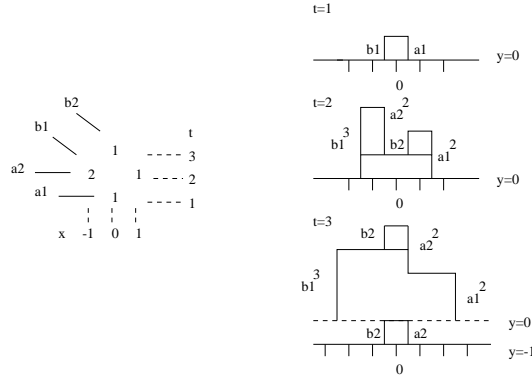 b2
b1
1
t
3
a2
2
1
2
a1
1
1
x -1 0 1
t=1
b1 a1
y=0
0
t=2
a2^2
b1^3 b2 a1^2
y=0
0
t=3
b2 a2^2
b1^3 a1^2
y=0
b2 a2
y=-1
0